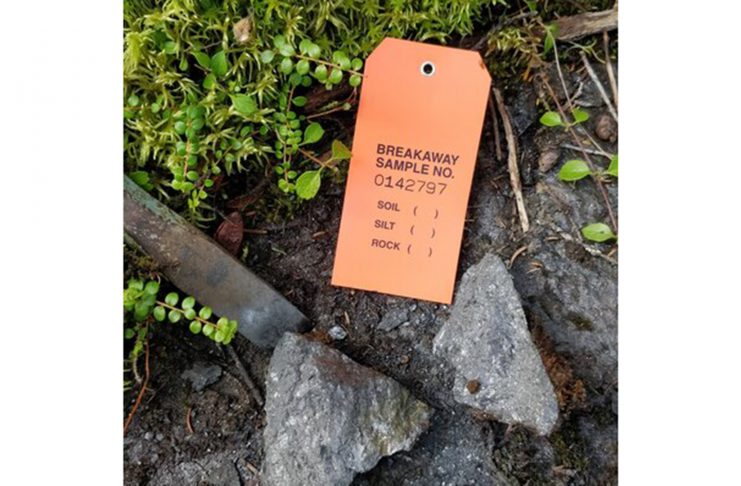 BREAKAWAY
SAMPLE NO.
0142797
SOIL ( )
SILT ( )
ROCK ( )